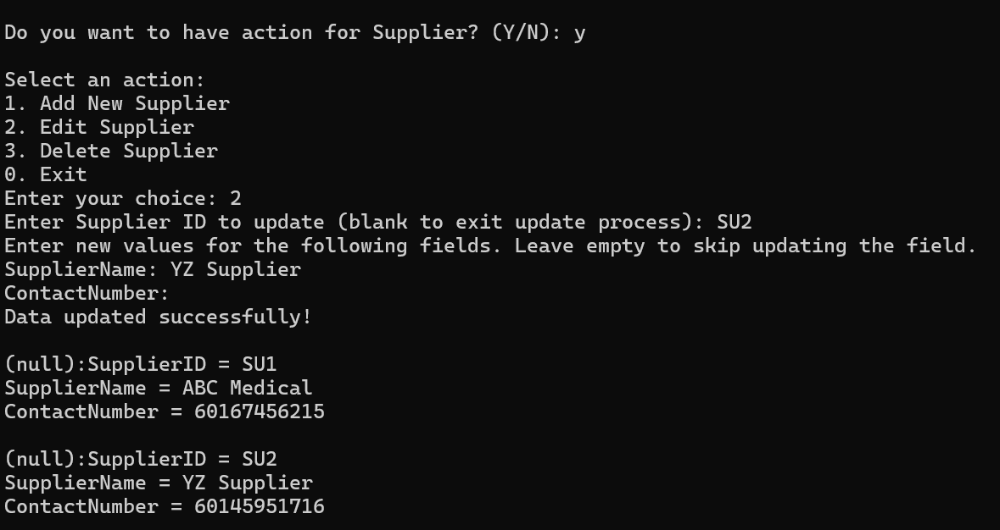 Do you want to have action for Supplier? (Y/N): y
Select an action:
1. Add New Supplier
2. Edit Supplier
3. Delete Supplier
0. Exit
Enter your choice: 2
Enter Supplier ID to update (blank to exit update process): SU2
Enter new values for the following fields. Leave empty to skip updating the field.
SupplierName: YZ Supplier
ContactNumber:
Data updated successfully!
(null):SupplierID = SU1
SupplierName = ABC Medical
ContactNumber = 60167456215
(null):SupplierID = SU2
SupplierName = YZ Supplier
ContactNumber = 60145951716